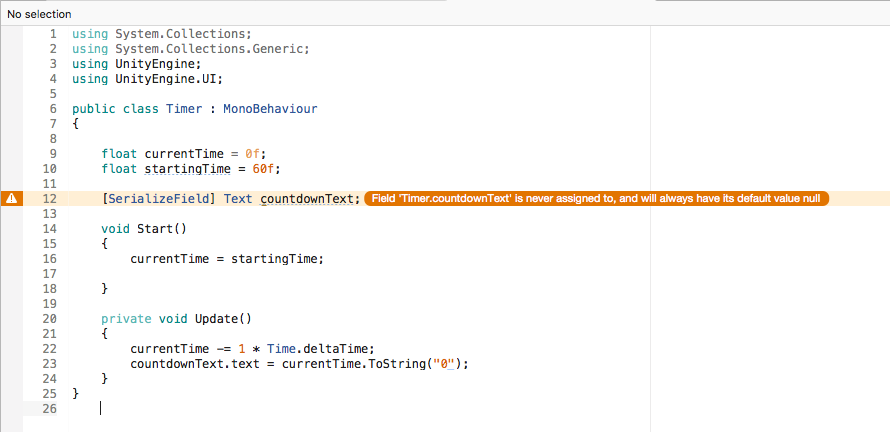 No selection
1 using System.Collections;
2 using System.Collections.Generic;
3 using UnityEngine;
4 using UnityEngine.UI;
5
6 public class Timer : MonoBehaviour
7 {
8
9 float currentTime = 0f;
10 float startingTime = 60f;
11
12 [SerializeField] Text countdownText; Field 'Timer.countdownText' is never assigned to, and will always have its default value null
13
14 void Start()
15 {
16 currentTime = startingTime;
17
18 }
19
20 private void Update()
21 {
22 currentTime -= 1 * Time.deltaTime;
23 countdownText.text = currentTime.ToString("0");
24 }
25 }
26